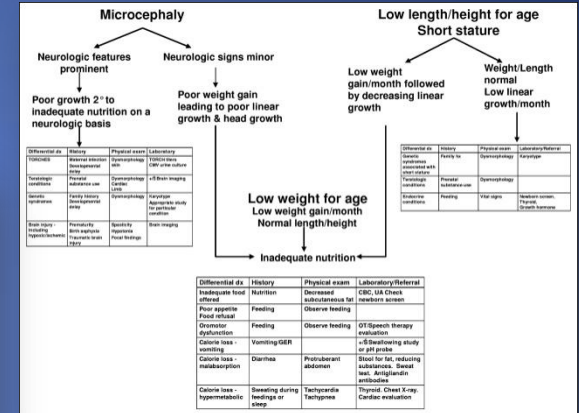 Microcephaly
Low length/height for age
Short stature
Neurologic features
prominent
Neurologic signs minor
Poor growth 2° to
inadequate nutrition on a
neurologic basis
Poor weight gain
leading to poor linear
growth & head growth
Low weight
gain/month followed
by decreasing linear
growth
Weight/Length
normal
Low linear
growth/month
Differential dx History Physical exam Laboratory
TORCHES Maternal infection Developmental delay Dysmorphology skin TORCH titers CMV urine culture
Teratologic conditions Prenatal substance use Dysmorphology Cardiac Limb Brain imaging
Genetic syndromes Family history Developmental delay Dysmorphology Karyotype Appropriate study for particular condition
Brain injury - including hypoxic/ischemic Prematurity Birth asphyxia Traumatic brain injury Spasticity Hypotonia Focal findings Brain imaging
Differential dx History Physical exam Laboratory/Referral
Genetic syndromes associated with short stature Family hx Dysmorphology Karyotype
Teratologic conditions Prenatal substance use Dysmorphology
Endocrine conditions Feeding Vital signs Newborn screen, Thyroid, Growth hormone
Low weight for age
Low weight gain/month
Normal length/height
Inadequate nutrition
Differential dx History Physical exam Laboratory/Referral
Inadequate food offered Nutrition Decreased subcutaneous fat CBC, UA Check newborn screen
Poor appetite Food refusal Feeding Observe feeding
Oromotor dysfunction Feeding Observe feeding OT/Speech therapy evaluation
Calorie loss - vomiting Vomiting/GER Swallowing study or pH probe
Calorie loss - malabsorption Diarrhea Protruberant abdomen Stool for fat, reducing substances. Sweat test. Antigliandin antibodies
Calorie loss - hypermetabolic Sweating during feedings or sleep Tachycardia Tachypnea Thyroid. Chest X-ray. Cardiac evaluation